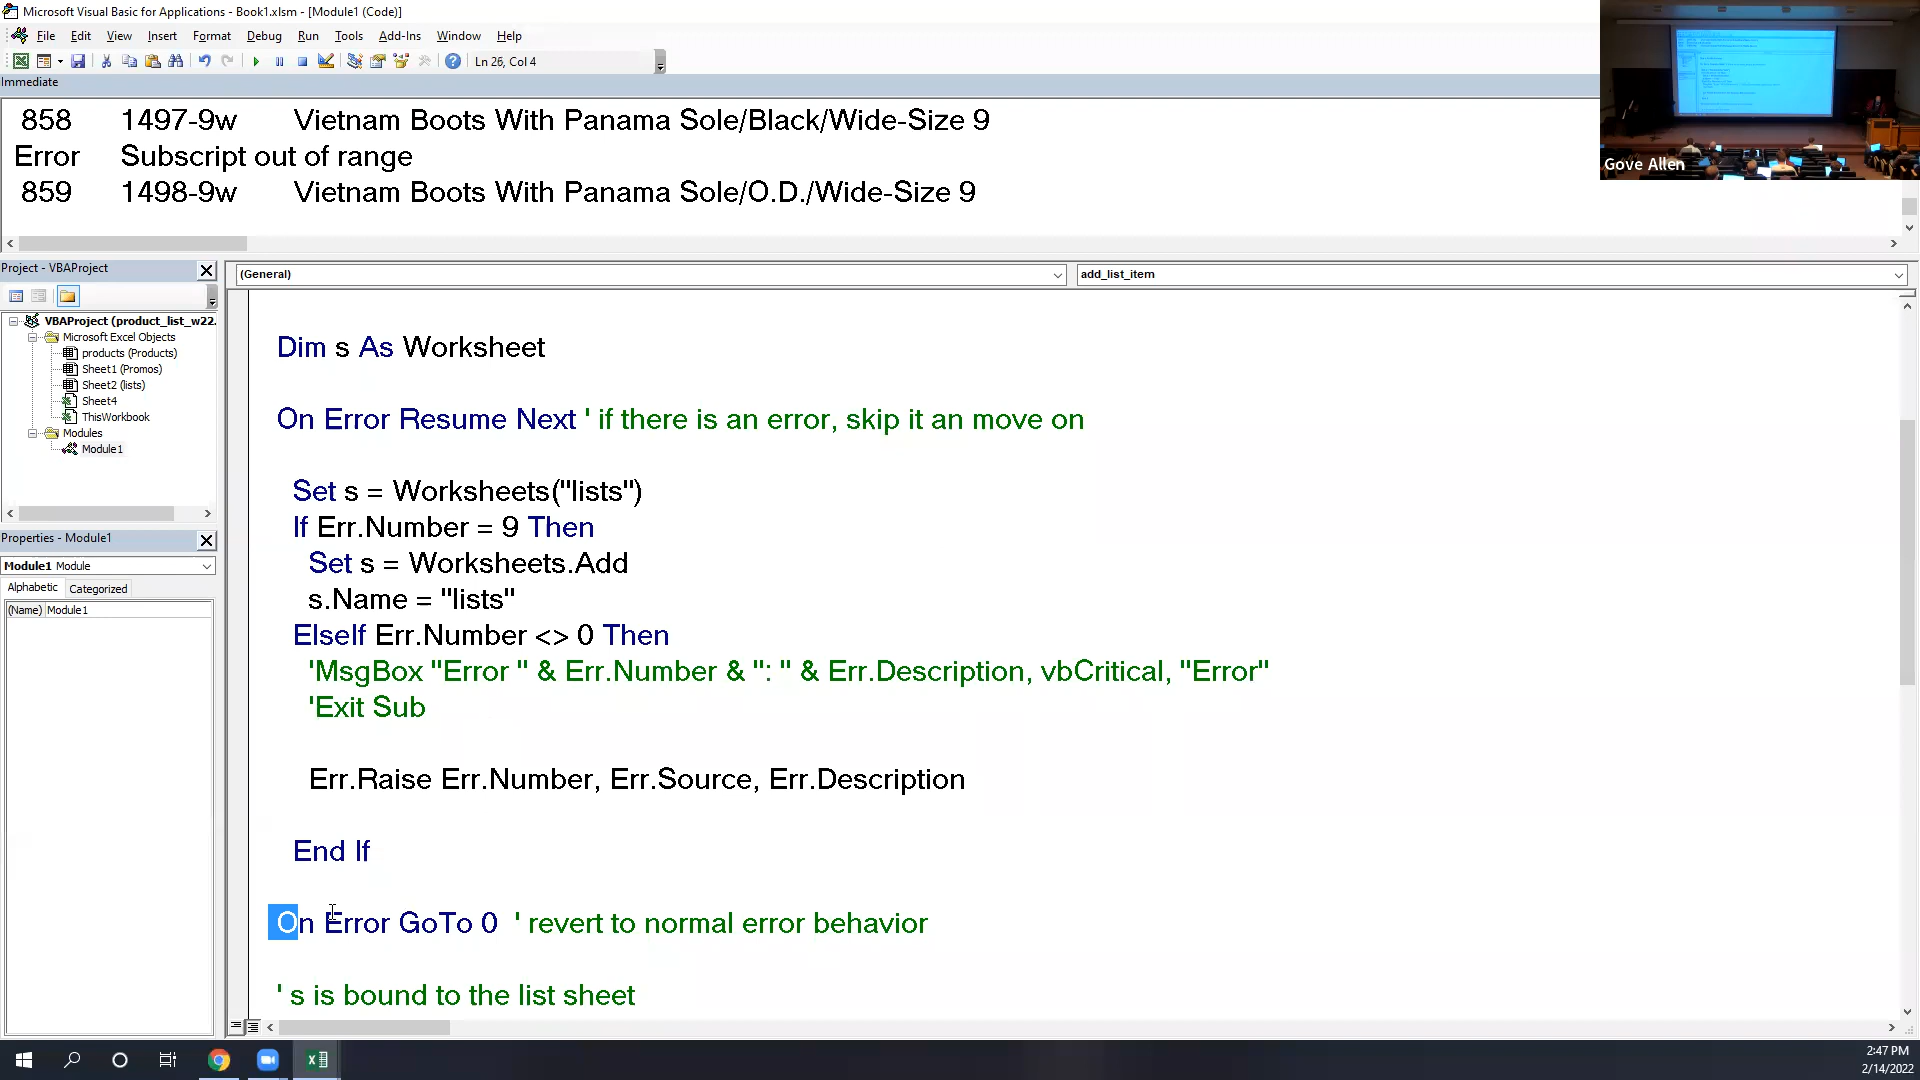 Microsoft Visual Basic for Applications - Book1.xlsm - [Module1 (Code)]
File Edit View Insert Format Debug Run Tools Add-Ins Window Help
Ln 26, Col 4
Immediate
858 1497-9w Vietnam Boots With Panama Sole/Black/Wide-Size 9
Error Subscript out of range
859 1498-9w Vietnam Boots With Panama Sole/O.D./Wide-Size 9
Gove Allen
Project - VBAProject
VBAProject (product_list_w22.
Microsoft Excel Objects
products (Products)
Sheet1 (Promos)
Sheet2 (lists)
Sheet4
ThisWorkbook
Modules
Module1
Properties - Module1
Module1 Module
Alphabetic Categorized
(Name) Module1
(General) add_list_item
Dim s As Worksheet
On Error Resume Next ' if there is an error, skip it an move on
Set s = Worksheets("lists")
If Err.Number = 9 Then
Set s = Worksheets.Add
s.Name = "lists"
ElseIf Err.Number <> 0 Then
'MsgBox "Error " & Err.Number & ": " & Err.Description, vbCritical, "Error"
'Exit Sub
Err.Raise Err.Number, Err.Source, Err.Description
End If
On Error GoTo 0 ' revert to normal error behavior
' s is bound to the list sheet
2:47 PM
2/14/2022